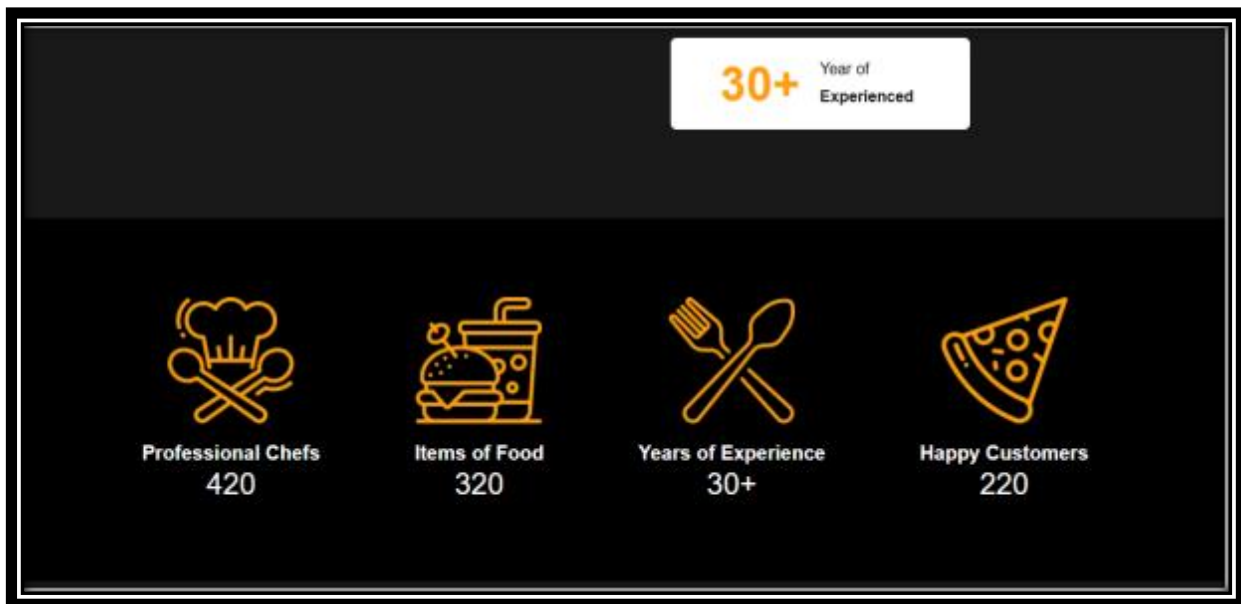 30+
Year of
Experienced
Professional Chefs
420
Items of Food
320
Years of Experience
30+
Happy Customers
220